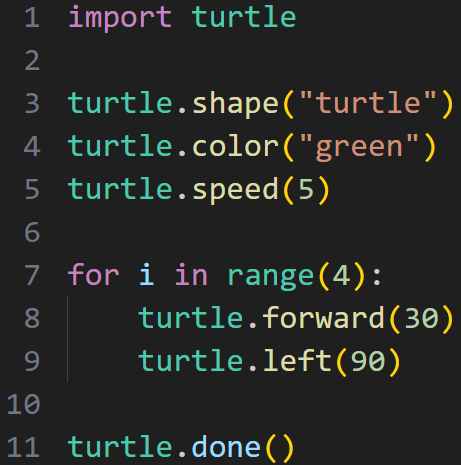 1 import turtle
2
3 turtle.shape("turtle")
4 turtle.color("green")
5 turtle.speed(5)
6
7 for i in range(4):
8     turtle.forward(30)
9     turtle.left(90)
10
11 turtle.done()